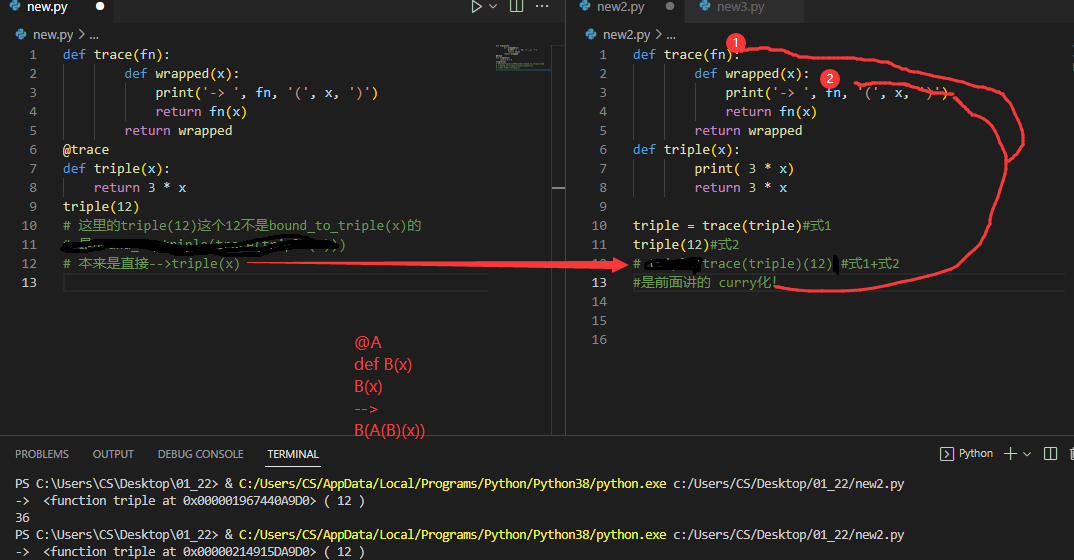 new.py
new.py > ...
1 def trace(fn):
2 def wrapped(x):
3 print('-> ', fn, '(', x, ')')
4 return fn(x)
5 return wrapped
6 @trace
7 def triple(x):
8 return 3 * x
9 triple(12)
10 # 这里的triple(12)这个12不是bound_to_triple(x)的
11
12 # 本来是直接-->triple(x)
13
@A
def B(x)
B(x)
-->
B(A(B)(x))
new2.py
new3.py
new2.py > ...
1 def trace(fn):
1
2 def wrapped(x):
2
3 print('-> ', fn, '(', x, ')')
4 return fn(x)
5 return wrapped
6 def triple(x):
7 print( 3 * x)
8 return 3 * x
9
10 triple = trace(triple)#式1
11 triple(12)#式2
12 # trace(triple)(12) #式1+式2
13 #是前面讲的 curry化!
14
15
16
PROBLEMS OUTPUT DEBUG CONSOLE TERMINAL
Python
PS C:\Users\CS\Desktop\01_22> & C:/Users/CS/AppData/Local/Programs/Python/Python38/python.exe c:/Users/CS/Desktop/01_22/new2.py
-> <function triple at 0x000001967440A9D0> ( 12 )
36
PS C:\Users\CS\Desktop\01_22> & C:/Users/CS/AppData/Local/Programs/Python/Python38/python.exe c:/Users/CS/Desktop/01_22/new2.py
-> <function triple at 0x00000214915DA9D0> ( 12 )